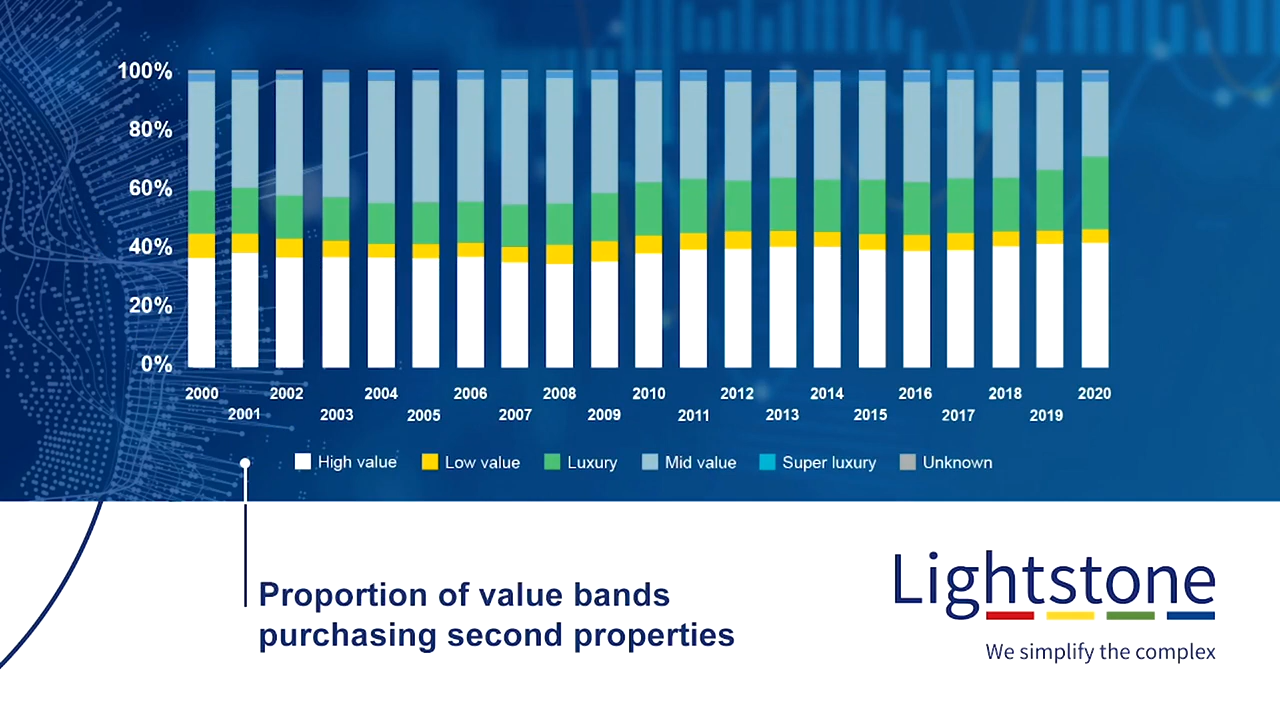 100%
80%
60%
40%
20%
0%
2000 2001 2002 2003 2004 2005 2006 2007 2008 2009 2010 2011 2012 2013 2014 2015 2016 2017 2018 2019 2020
High value Low value Luxury Mid value Super luxury Unknown
Proportion of value bands
purchasing second properties
Lightstone
We simplify the complex